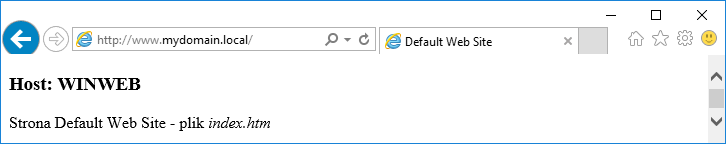 http://www.mydomain.local/
Default Web Site
Host: WINWEB
Strona Default Web Site - plik index.htm